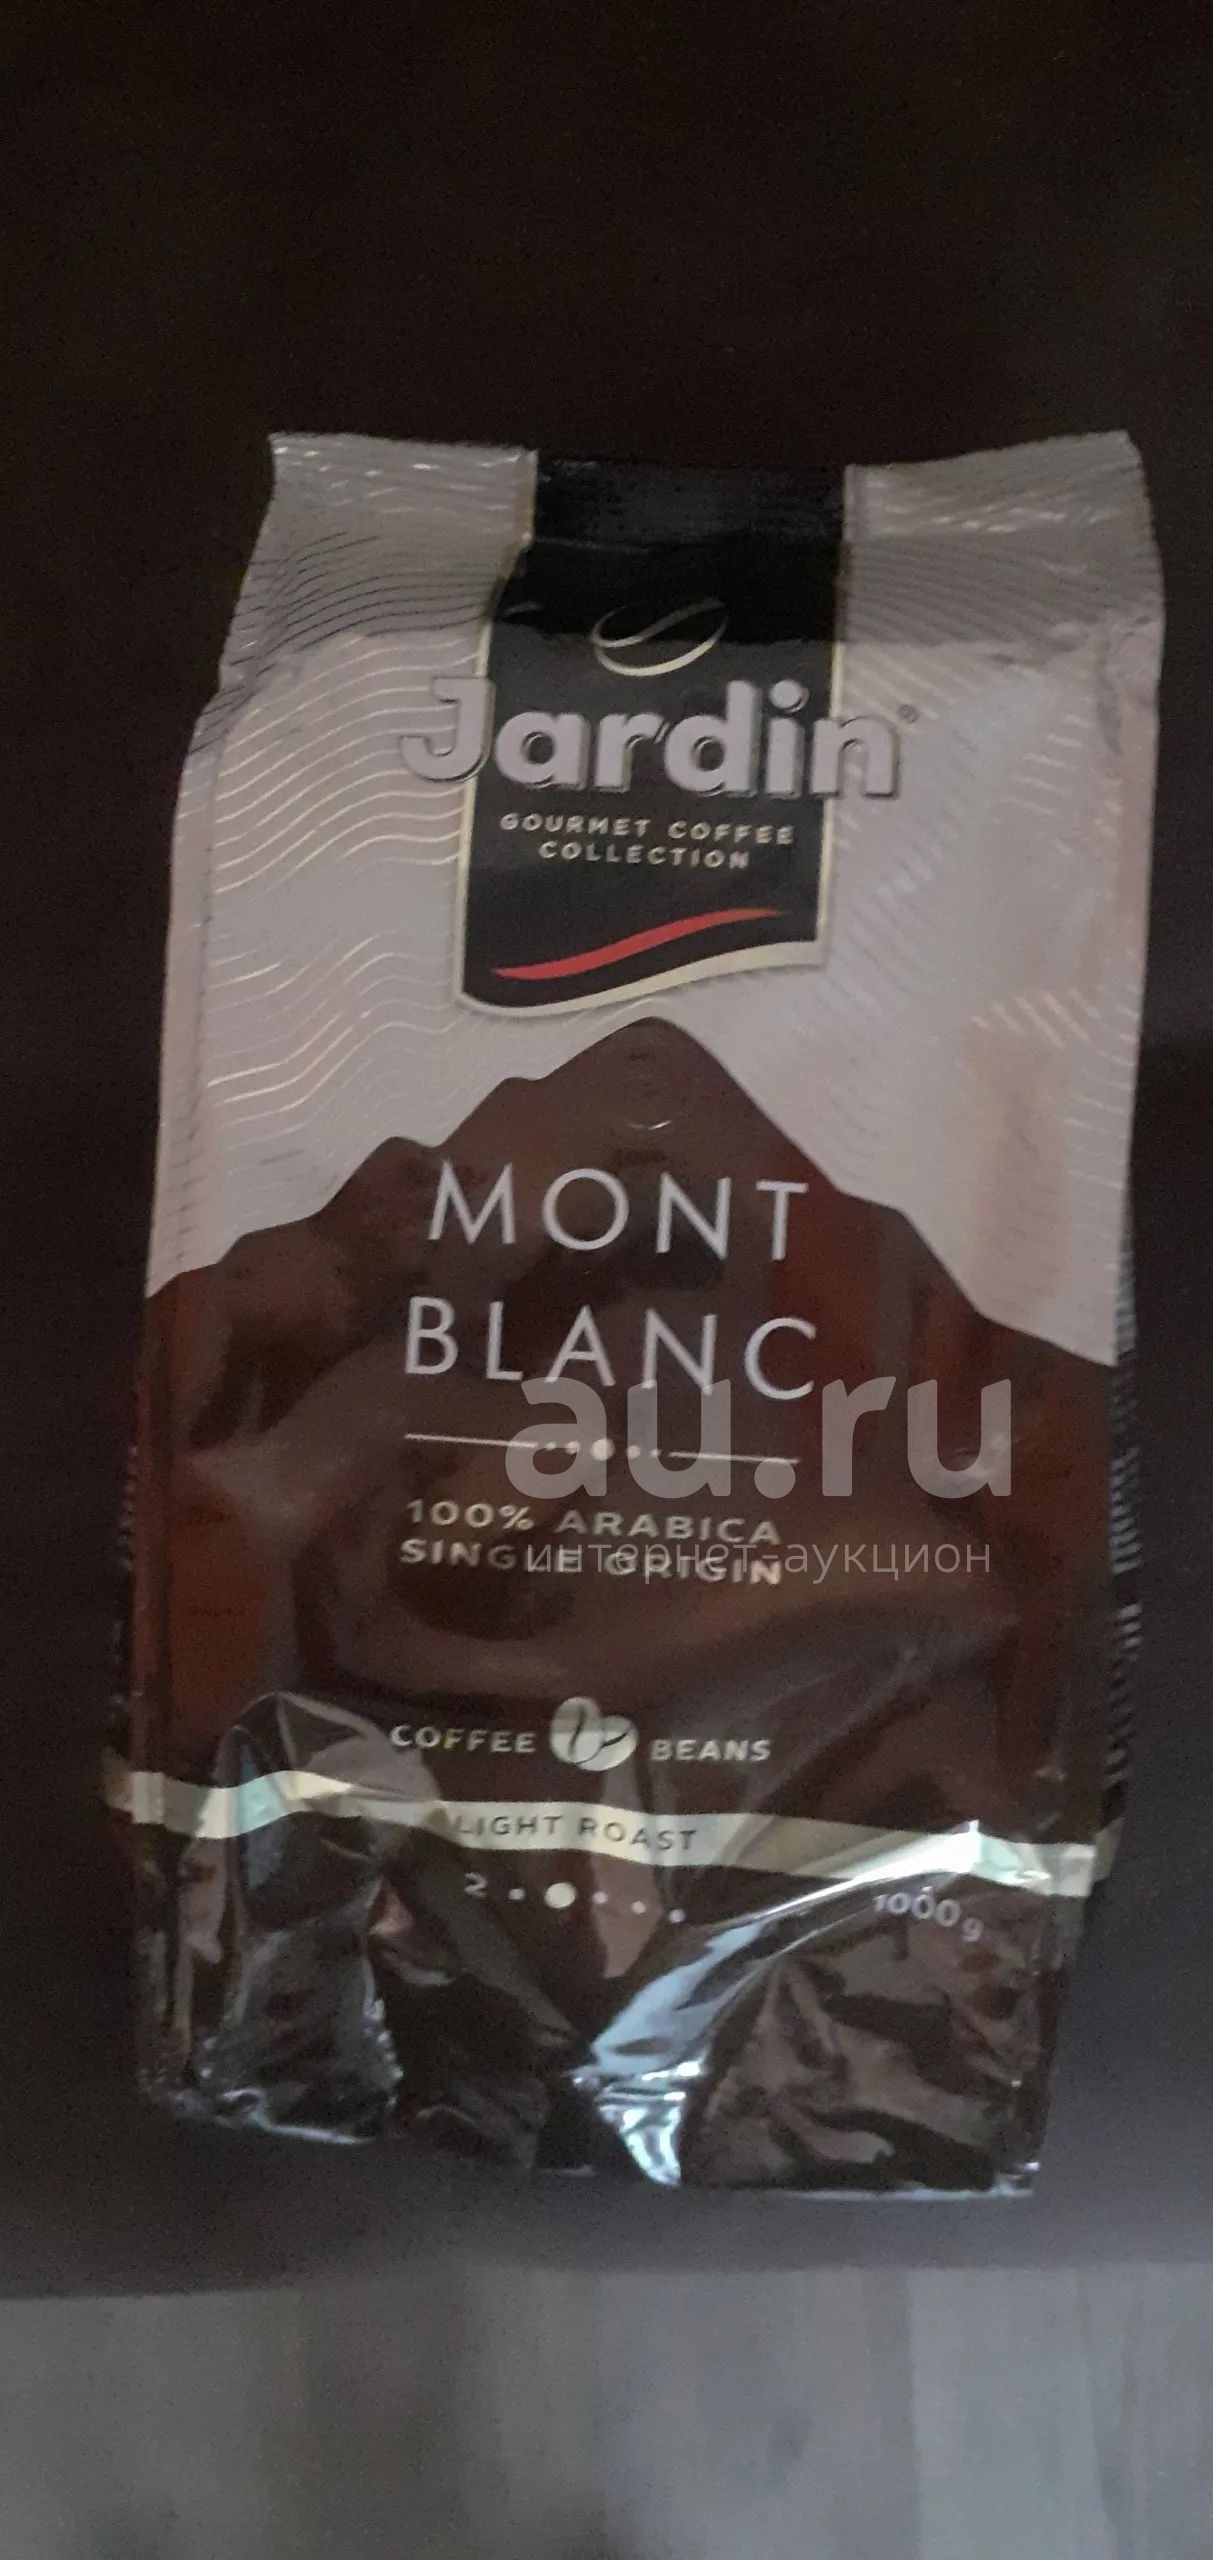 Jardin®
GOURMET COFFEE
COLLECTION
MONT
BLANC
au.ru
100% ARABICA
SINGLE ORIGIN
интернет-аукцион
COFFEE BEANS
LIGHT ROAST
2
1000g